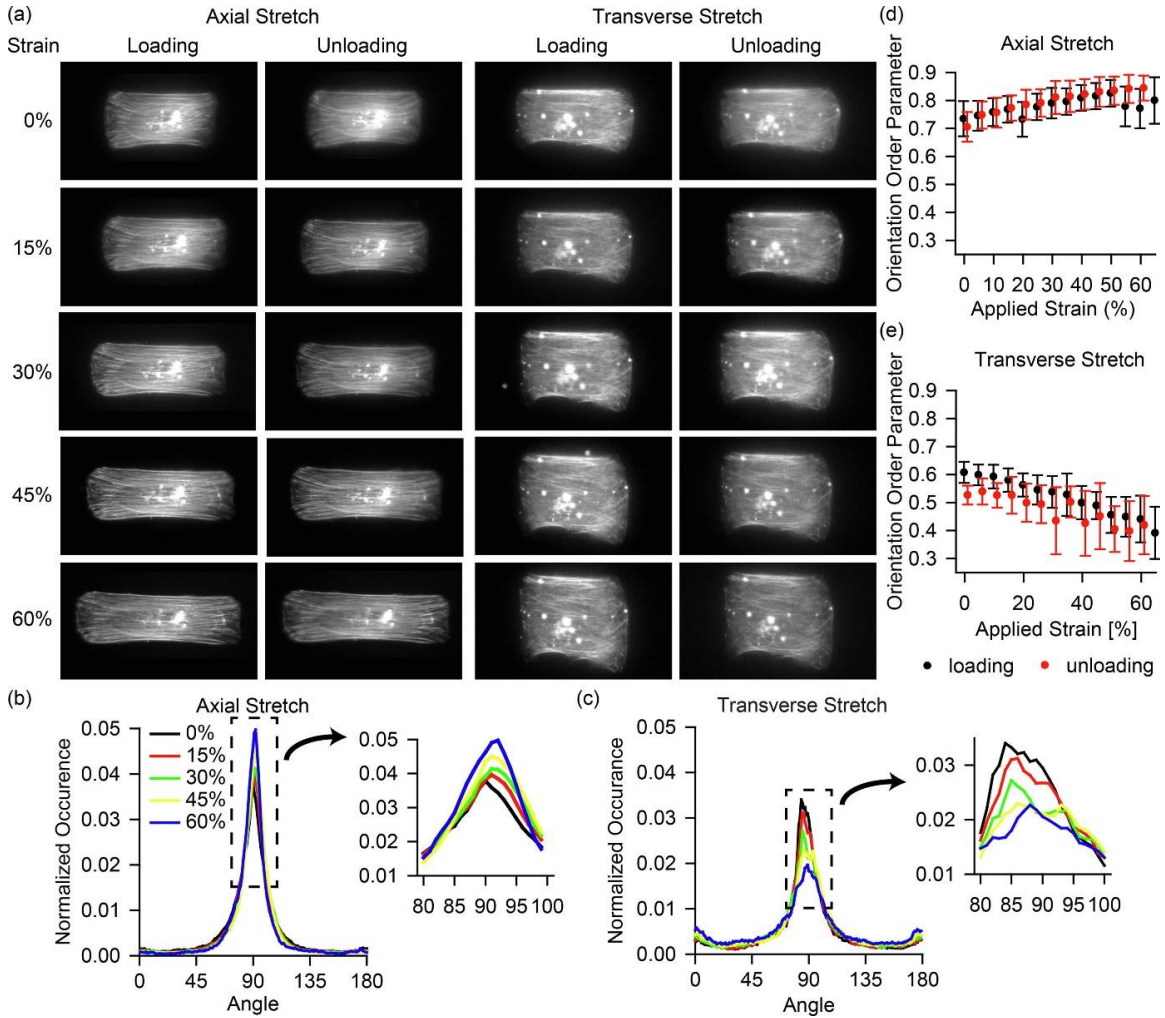 (a)
Axial Stretch
Transverse Stretch
Strain
Loading
Unloading
Loading
Unloading
0%
15%
30%
45%
60%
(d)
Axial Stretch
Orientation Order Parameter
0.9
0.8
0.7
0.6
0.5
0.4
0.3
0 10 20 30 40 50 60
Applied Strain (%)
(e)
Transverse Stretch
Orientation Order Parameter
0.9
0.8
0.7
0.6
0.5
0.4
0.3
0 20 40 60
Applied Strain [%]
loading unloading
(b)
Axial Stretch
Normalized Occurence
0.05
0.04
0.03
0.02
0.01
0.00
0%
15%
30%
45%
60%
0 45 90 135 180
Angle
0.05
0.04
0.03
0.02
0.01
80 85 90 95 100
(c)
Transverse Stretch
Normalized Occurance
0.05
0.04
0.03
0.02
0.01
0.00
0 45 90 135 180
Angle
0.03
0.02
0.01
80 85 90 95 100